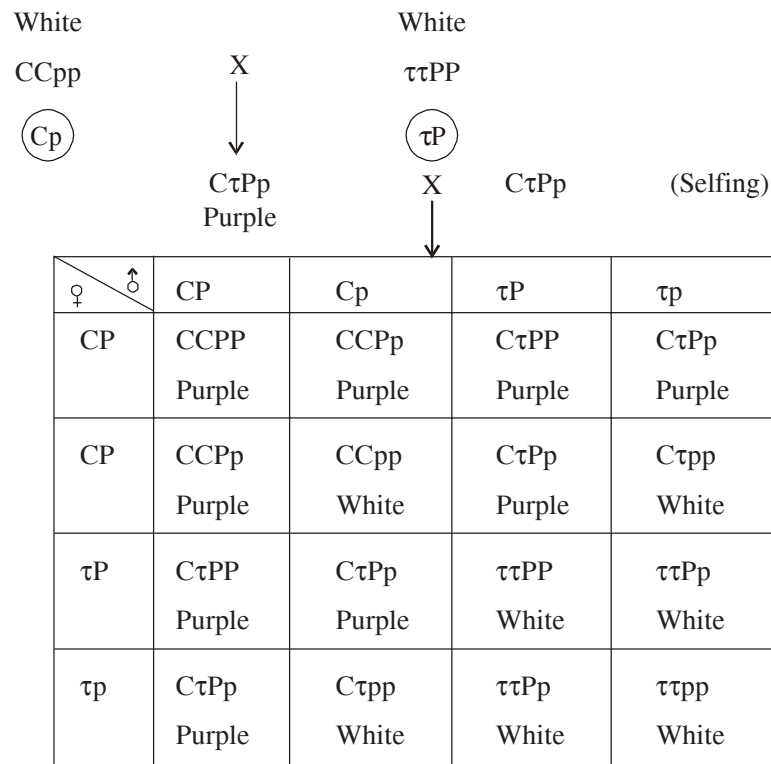 White White
CCpp X ττPP
Cp τP
CτPp X CτPp (Selfing)
Purple
♀ ♂ CP Cp τP τp
CP CCPP CCPp CτPP CτPp
Purple Purple Purple Purple
CP CCPp CCpp CτPp Cτpp
Purple White Purple White
τP CτPP CτPp ττPP ττPp
Purple Purple White White
τp CτPp Cτpp ττPp ττpp
Purple White White White